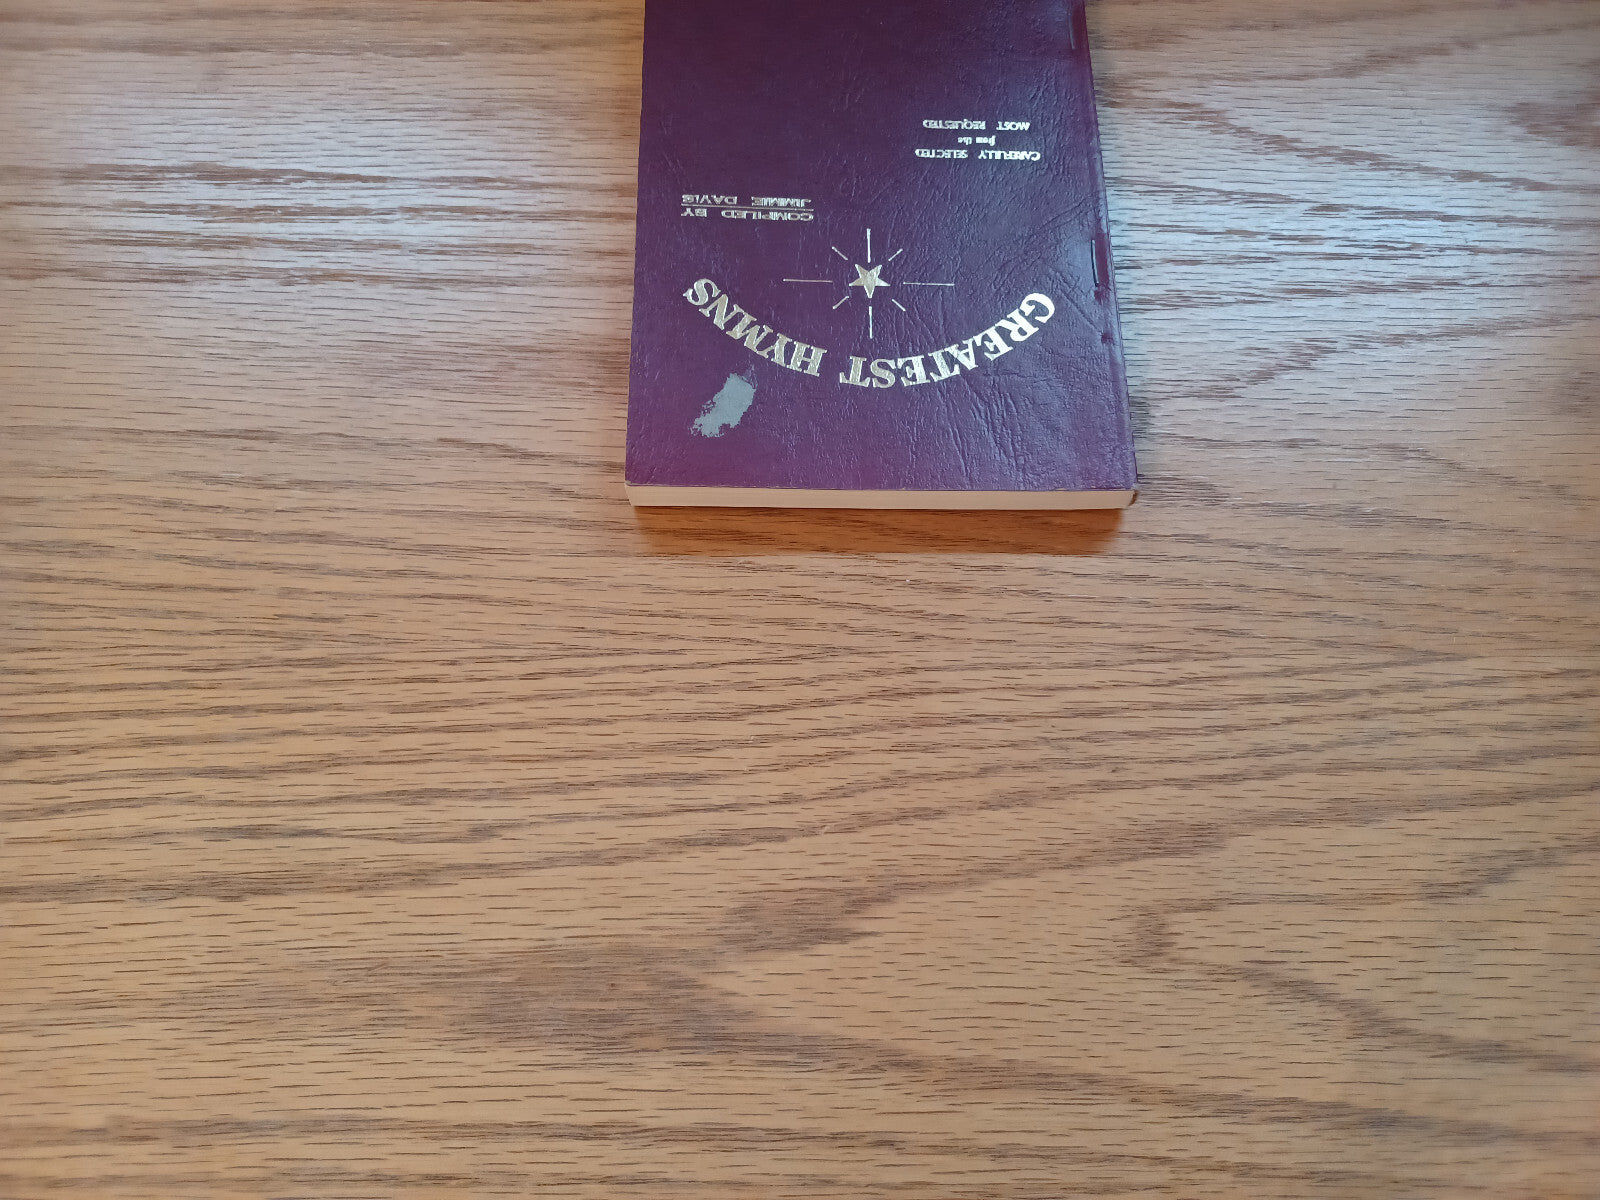 GREATEST HYMNS
COMPILED BY
JIMMIE DAVIS
CAREFULLY SELECTED
from the
MOST REQUESTED